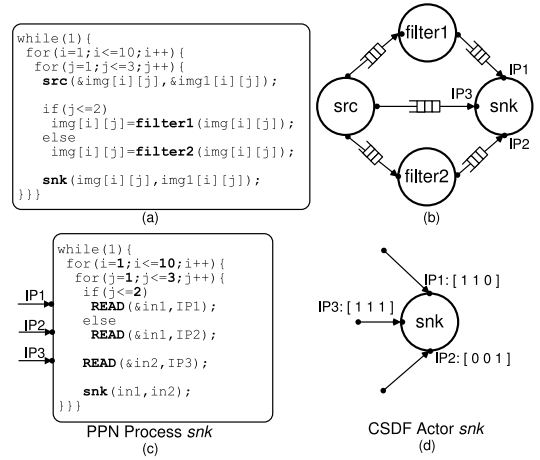 while(1){
for(i=1;i<=10;i++){
for(j=1;j<=3;j++){
src(&img[i][j],&img1[i][j]);
if(j<=2)
img[i][j]=filter1(img[i][j]);
else
img[i][j]=filter2(img[i][j]);
snk(img[i][j],img1[i][j]);
}}}
(a)
filter1
IP1
IP3
src
snk
IP2
filter2
(b)
while(1){
for(i=1;i<=10;i++){
for(j=1;j<=3;j++){
if(j<=2)
READ(&in1,IP1);
else
READ(&in1,IP2);
READ(&in2,IP3);
snk(in1,in2);
}}}
IP1
IP2
IP3
PPN Process snk
(c)
IP1: [ 1 1 0 ]
IP3: [ 1 1 1 ]
snk
IP2: [ 0 0 1 ]
CSDF Actor snk
(d)